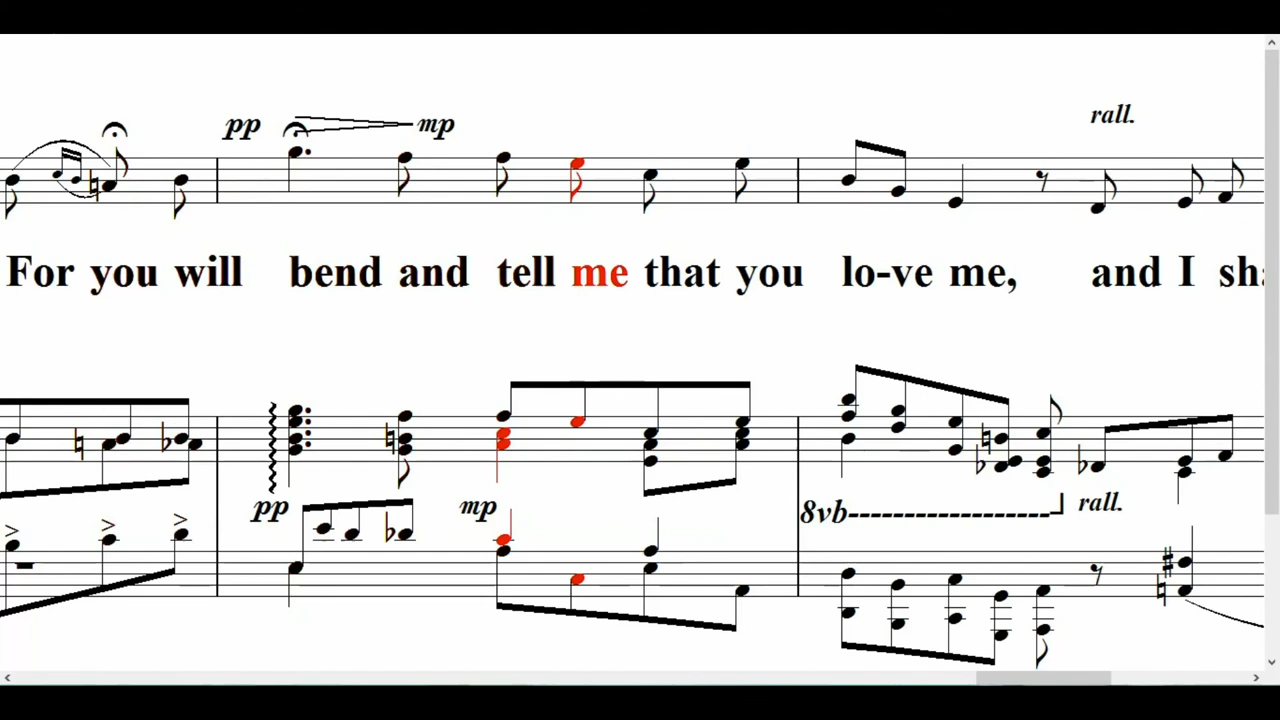 rall.
pp mp
For you will bend and tell me that you lo-ve me, and I
pp mp 8vb rall.